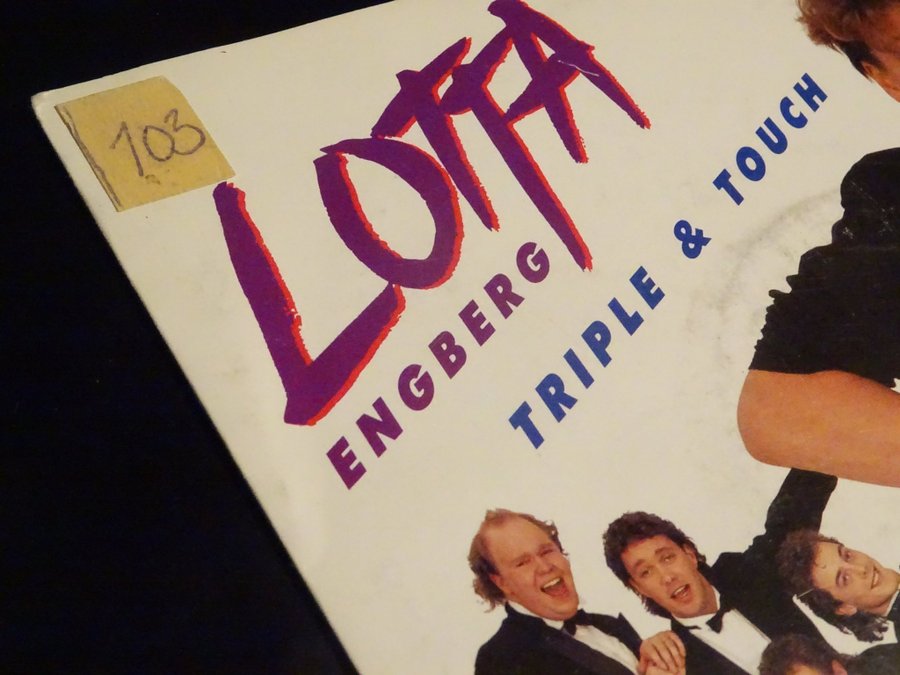 103
LOTTA
ENGBERG
TRIPLE & TOUCH